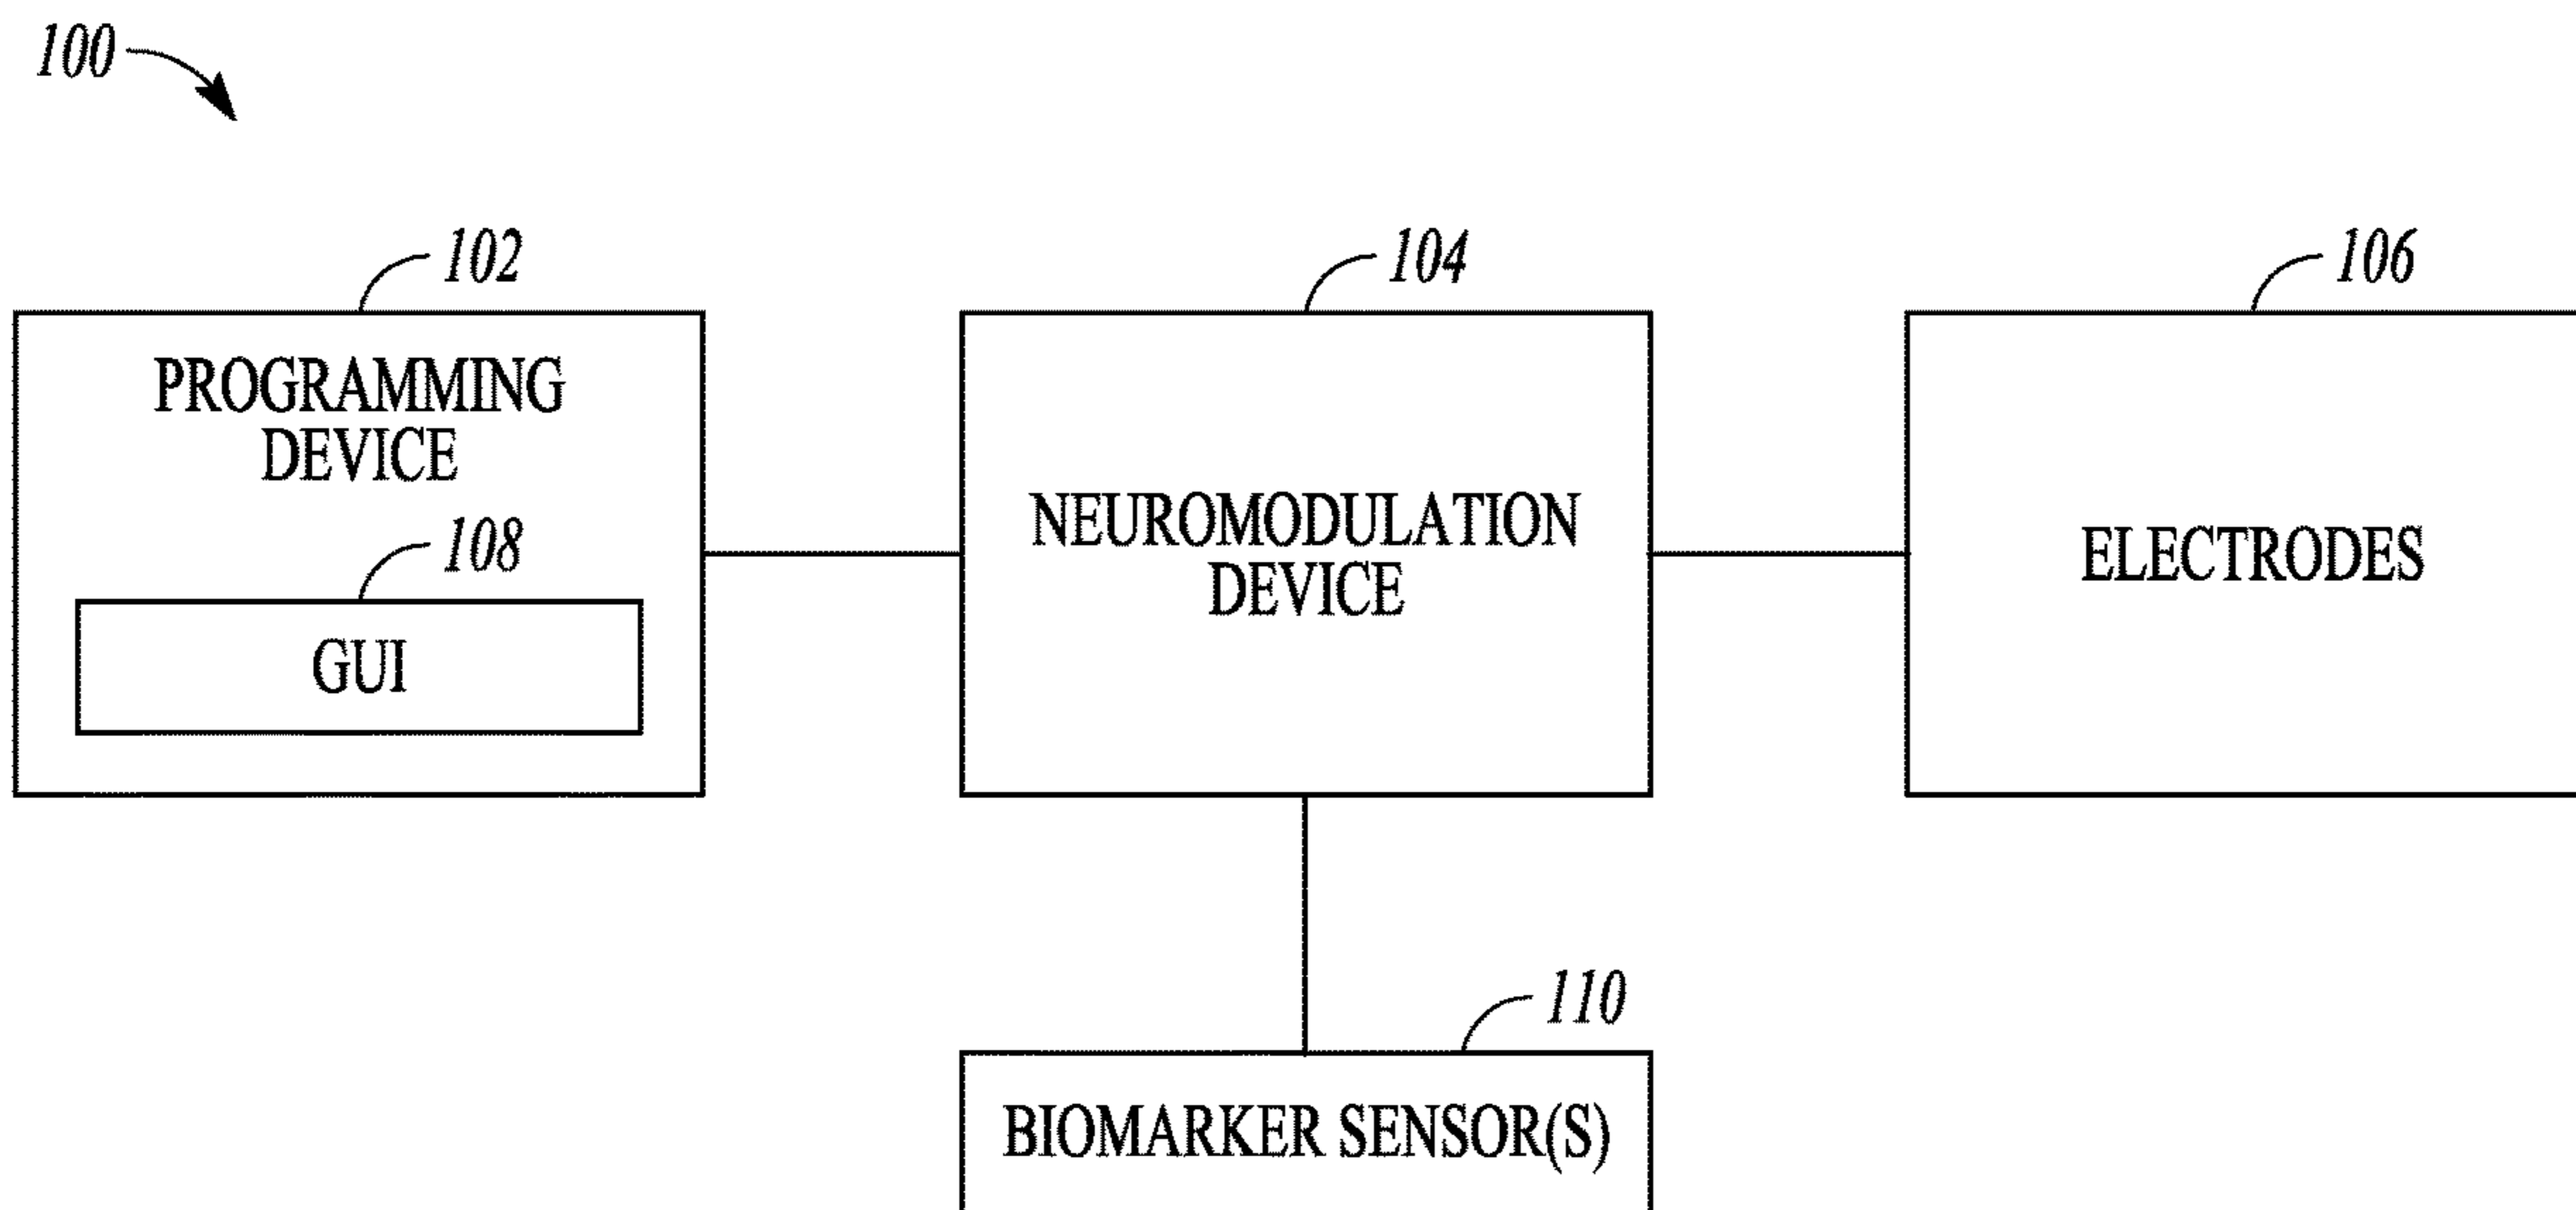 100
102
104
106
PROGRAMMING
DEVICE
108
GUI
NEUROMODULATION
DEVICE
ELECTRODES
110
BIOMARKER SENSOR(S)